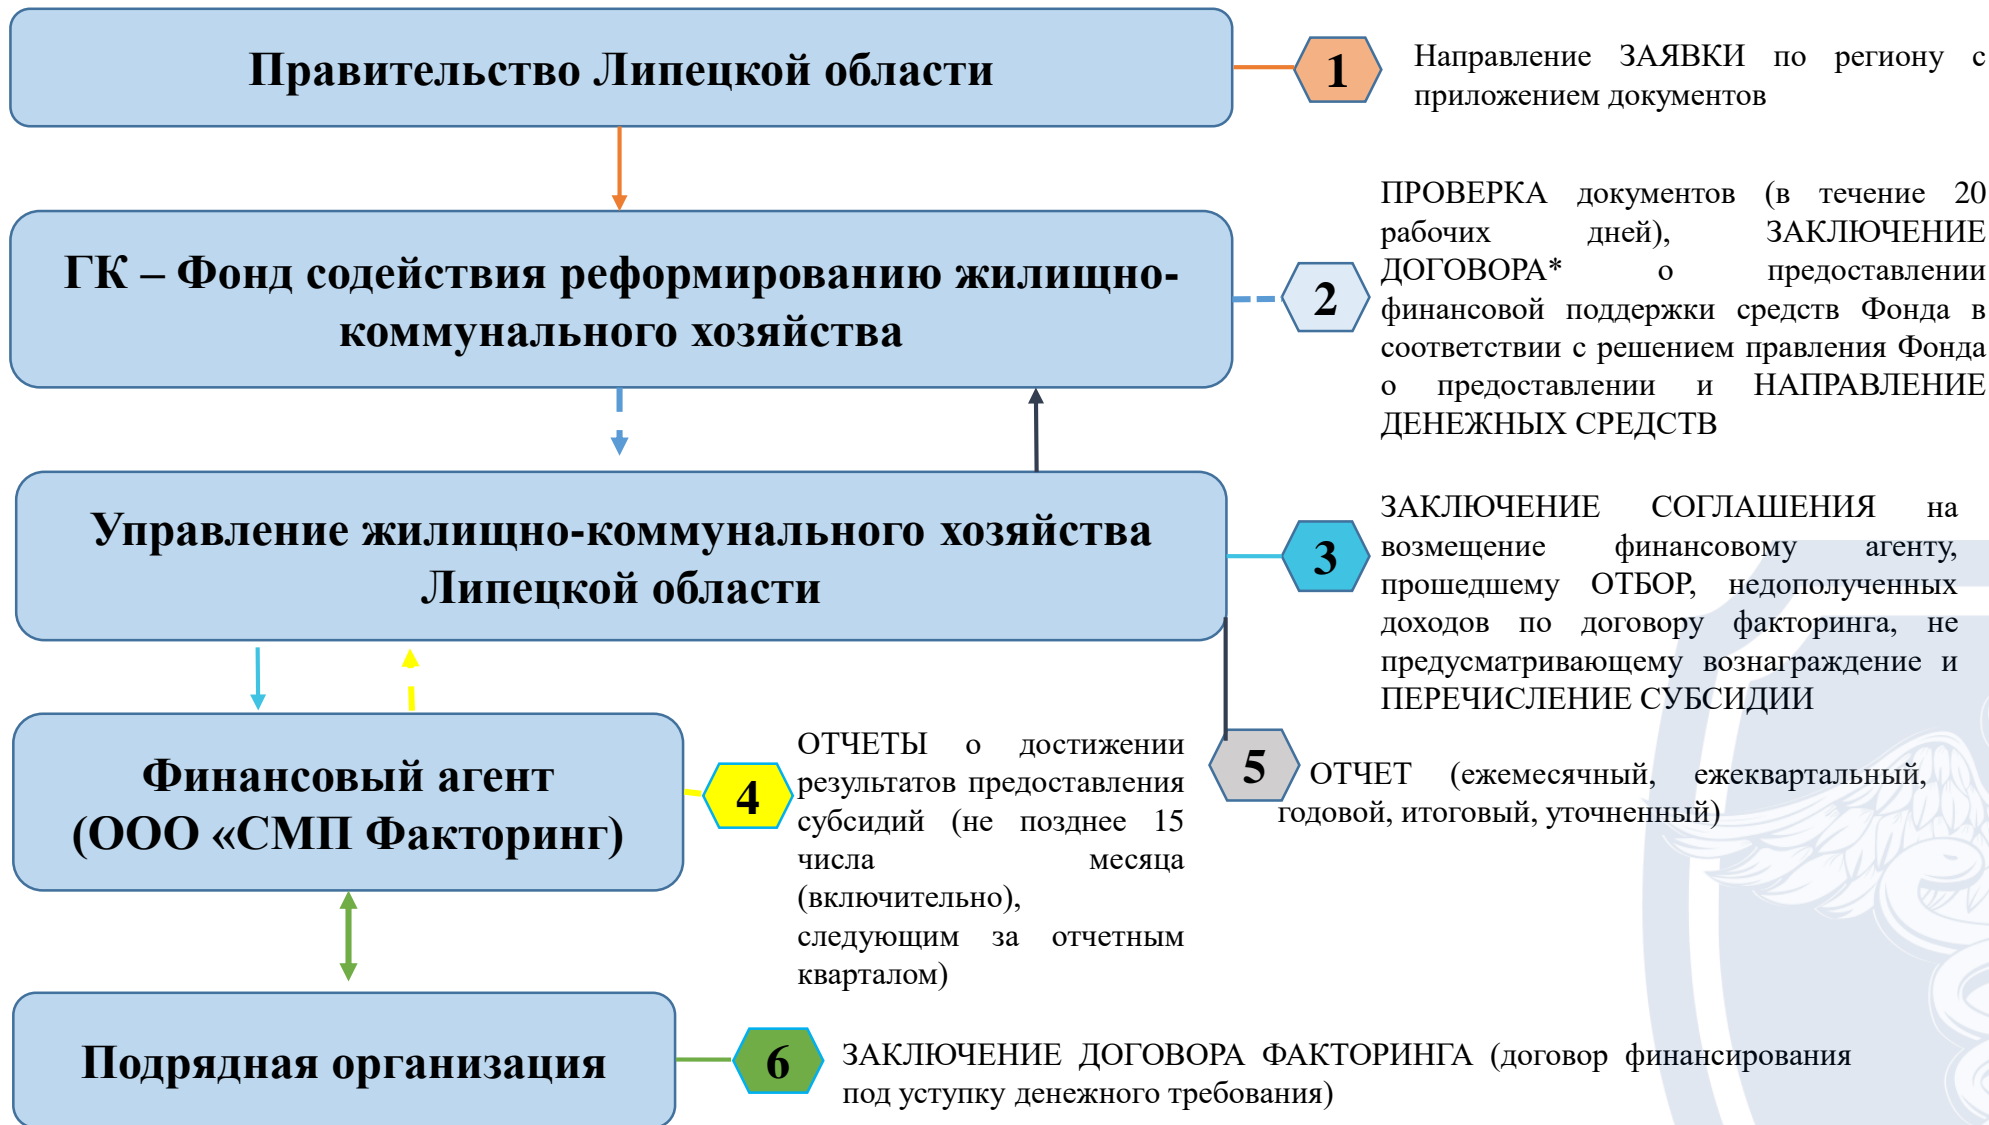 Правительство Липецкой области
1
Направление ЗАЯВКИ по региону с
приложением документов
ГК – Фонд содействия реформированию жилищно-
коммунального хозяйства
2
ПРОВЕРКА документов (в течение 20
рабочих дней), ЗАКЛЮЧЕНИЕ
ДОГОВОРА* о предоставлении
финансовой поддержки средств Фонда в
соответствии с решением правления Фонда
о предоставлении и НАПРАВЛЕНИЕ
ДЕНЕЖНЫХ СРЕДСТВ
Управление жилищно-коммунального хозяйства
Липецкой области
3
ЗАКЛЮЧЕНИЕ СОГЛАШЕНИЯ на
возмещение финансовому агенту,
прошедшему ОТБОР, недополученных
доходов по договору факторинга, не
предусматривающему вознаграждение и
ПЕРЕЧИСЛЕНИЕ СУБСИДИИ
Финансовый агент
(ООО «СМП Факторинг)
4
ОТЧЕТЫ о достижении
результатов предоставления
субсидий (не позднее 15
числа месяца
(включительно),
следующим за отчетным
кварталом)
5
ОТЧЕТ (ежемесячный, ежеквартальный,
годовой, итоговый, уточненный)
Подрядная организация
6
ЗАКЛЮЧЕНИЕ ДОГОВОРА ФАКТОРИНГА (договор финансирования
под уступку денежного требования)